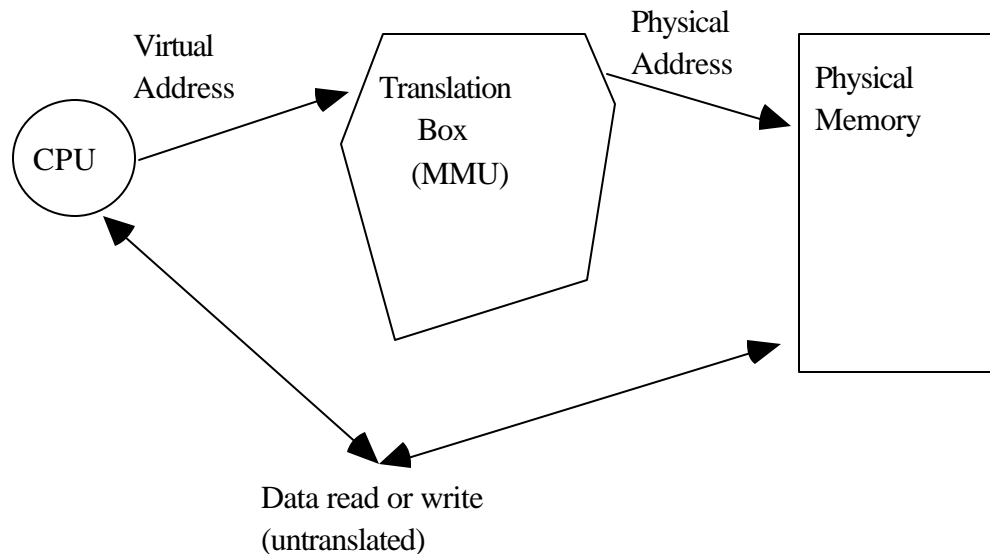 Virtual
Address
Physical
Address
CPU
Translation
Box
(MMU)
Physical
Memory
Data read or write
(untranslated)